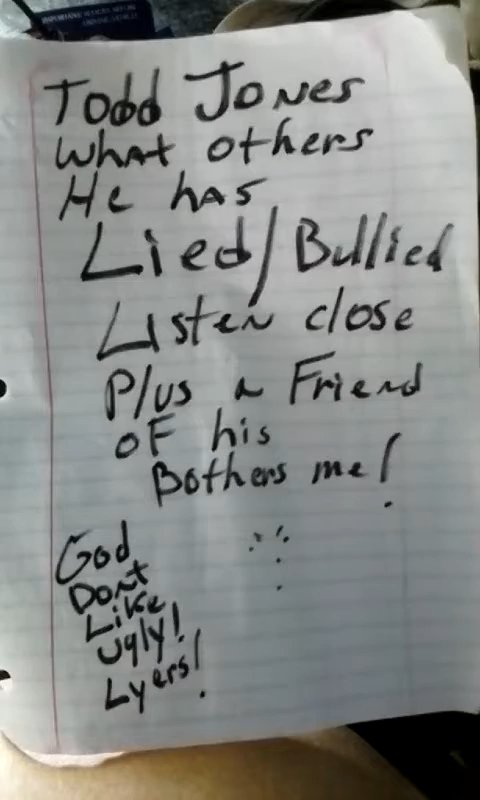 Todd Jones
What others
He has
Lied/Bullied
Listen close
Plus a Friend
of his
Bothers me!
God
Dont
Like
Ugly!
Lyers!